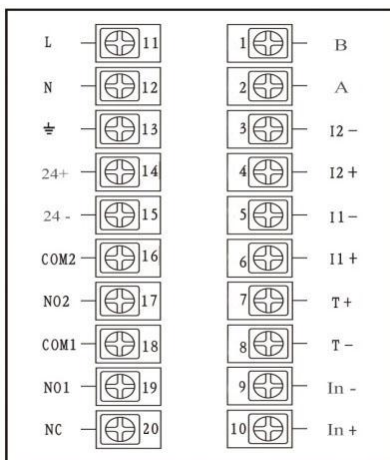 L 11 1 B
N 12 2 A
⏚ 13 3 I2 -
24+ 14 4 I2 +
24 - 15 5 I1 -
COM2 16 6 I1 +
NO2 17 7 T +
COM1 18 8 T -
NO1 19 9 In -
NC 20 10 In +